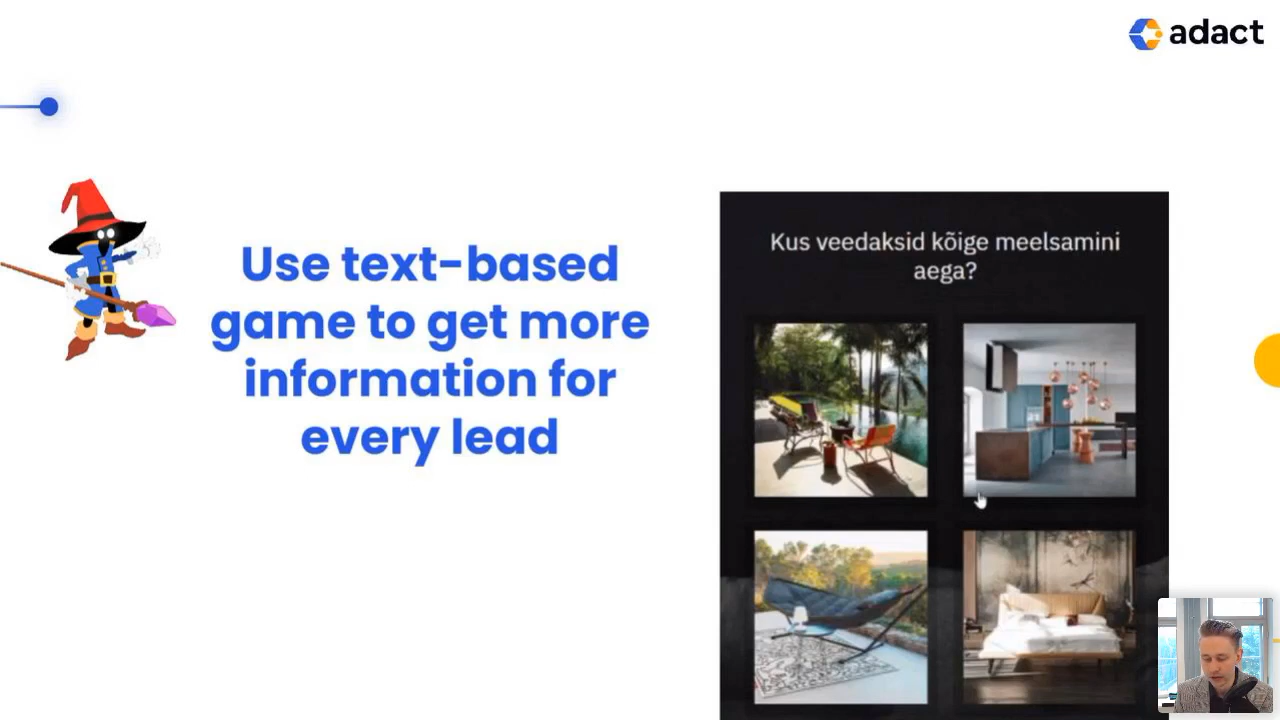 adact
Use text-based
game to get more
information for
every lead
Kus veedaksid kõige meelsamini
aega?